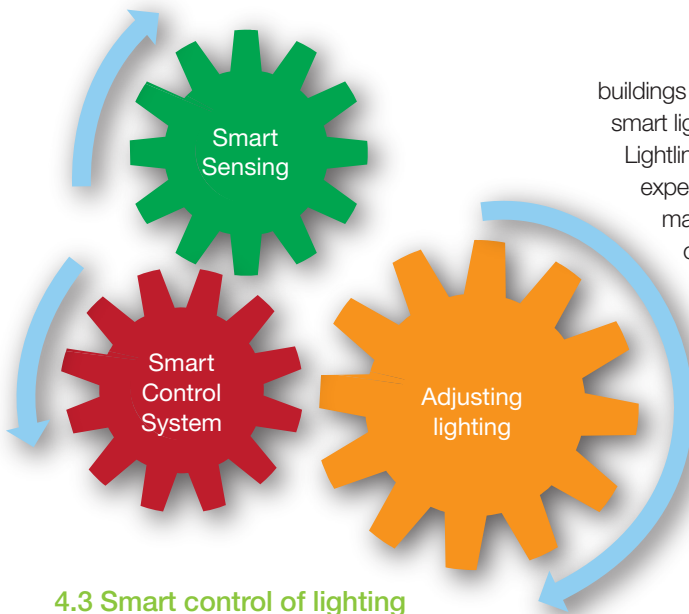 Smart
Sensing
buildings
smart lig
Lightlin
expe
ma
Smart
Control
System
Adjusting
lighting
4.3 Smart control of lighting